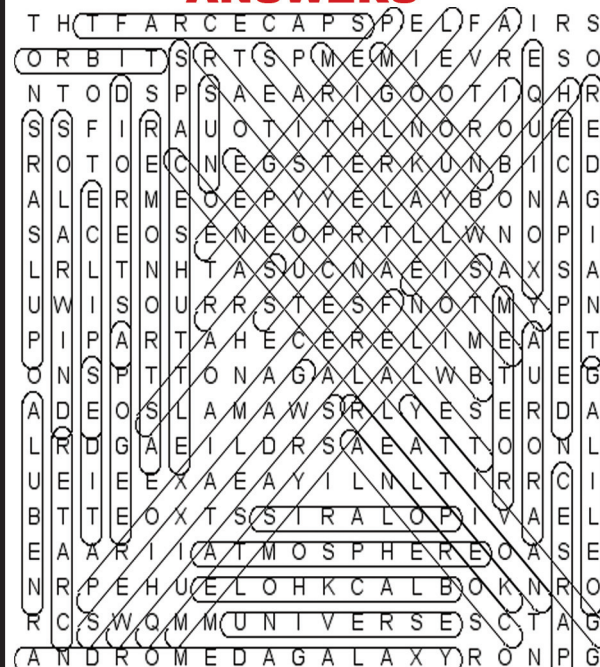 ANSWERS
T H T F A R C E C A P S P E L F A I R S
O R B I T S R T S P M E M I E V R E S O
N T O D S P S A E A R I G O O T I Q H R
S S F I R A U O T I T H L N O R O U E E
R O T O E C N E G S T E R K U N B I C D
A L E R M E O E P Y Y E L A Y B O N A G
S A C E O S E N E O P R T L L W N O P I
L R L T N H T A S U C N A E I S A X S A
U W I S O U R R S T E S F N O T M Y P N
P I P A R T A H E C E R E L I M E A E T
O N S P T T O N A G A L A L W B T U E G
A D E O S L A M A W S R L Y E S E R D A
L R D G A E I L D R S A E A T T O O N L
U E I E E X A E A Y I L N L T I R R C I
B T T E O X T S S I R A L O P I V A E L
E A A R I I A T M O S P H E R E O A S E
N R P E H U E L O H K C A L B O K N R O
R C S W Q M M U N I V E R S E S C T A G
A N D R O M E D A G A L A X Y R O N P G